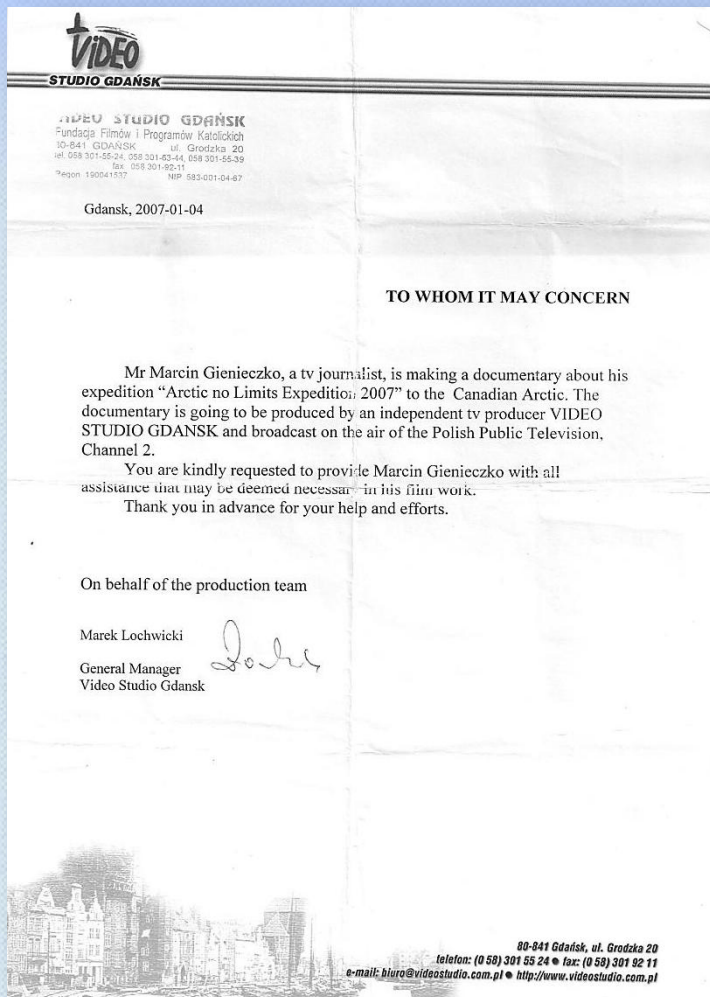 VIDEO
STUDIO GDAŃSK
VIDEO STUDIO GDAŃSK
Fundacja Filmów i Programów Katolickich
80-841 GDAŃSK ul. Grodzka 20
tel. 058 301-55-24, 058 301-63-44, 058 301-55-39
fax 058 301-92-11
Regon 190041537 NIP 583-001-04-67
Gdansk, 2007-01-04
TO WHOM IT MAY CONCERN
Mr Marcin Gienieczko, a tv journalist, is making a documentary about his
expedition “Arctic no Limits Expedition 2007” to the Canadian Arctic. The
documentary is going to be produced by an independent tv producer VIDEO
STUDIO GDANSK and broadcast on the air of the Polish Public Television,
Channel 2.
You are kindly requested to provide Marcin Gienieczko with all
assistance that may be deemed necessary in his film work.
Thank you in advance for your help and efforts.
On behalf of the production team
Marek Lochwicki
General Manager
Video Studio Gdansk
80-841 Gdańsk, ul. Grodzka 20
telefon: (0 58) 301 55 24 ● fax: (0 58) 301 92 11
e-mail: biuro@videostudio.com.pl ● http://www.videostudio.com.pl